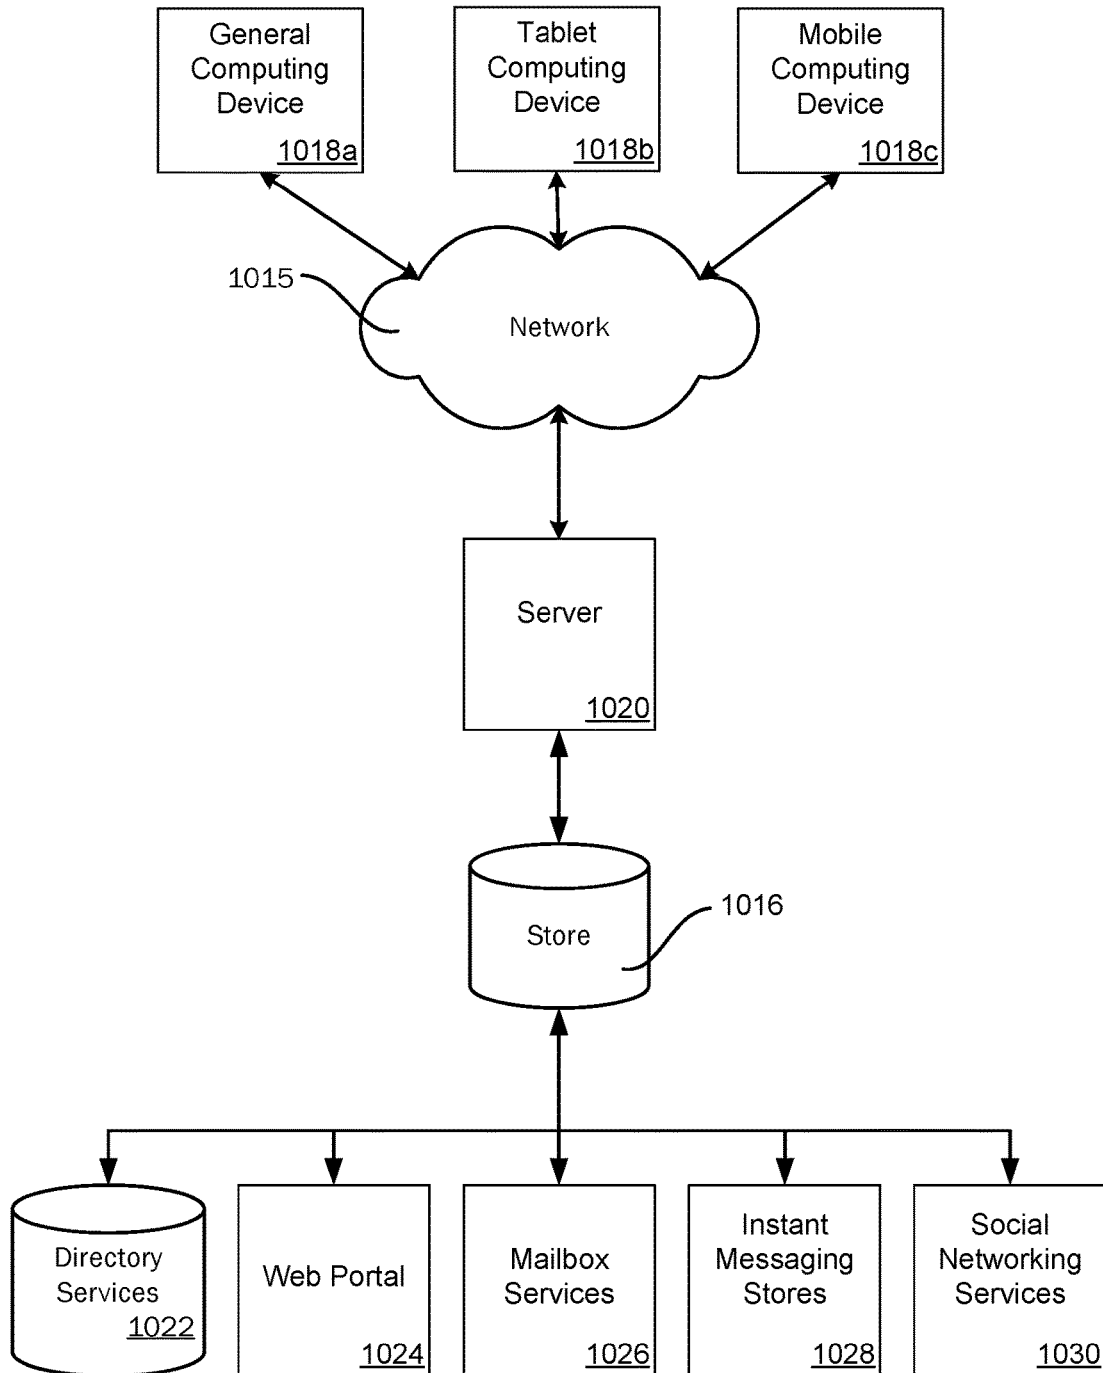 General
Computing
Device
1018a
Tablet
Computing
Device
1018b
Mobile
Computing
Device
1018c
1015
Network
Server
1020
Store
1016
Directory
Services
1022
Web Portal
1024
Mailbox
Services
1026
Instant
Messaging
Stores
1028
Social
Networking
Services
1030